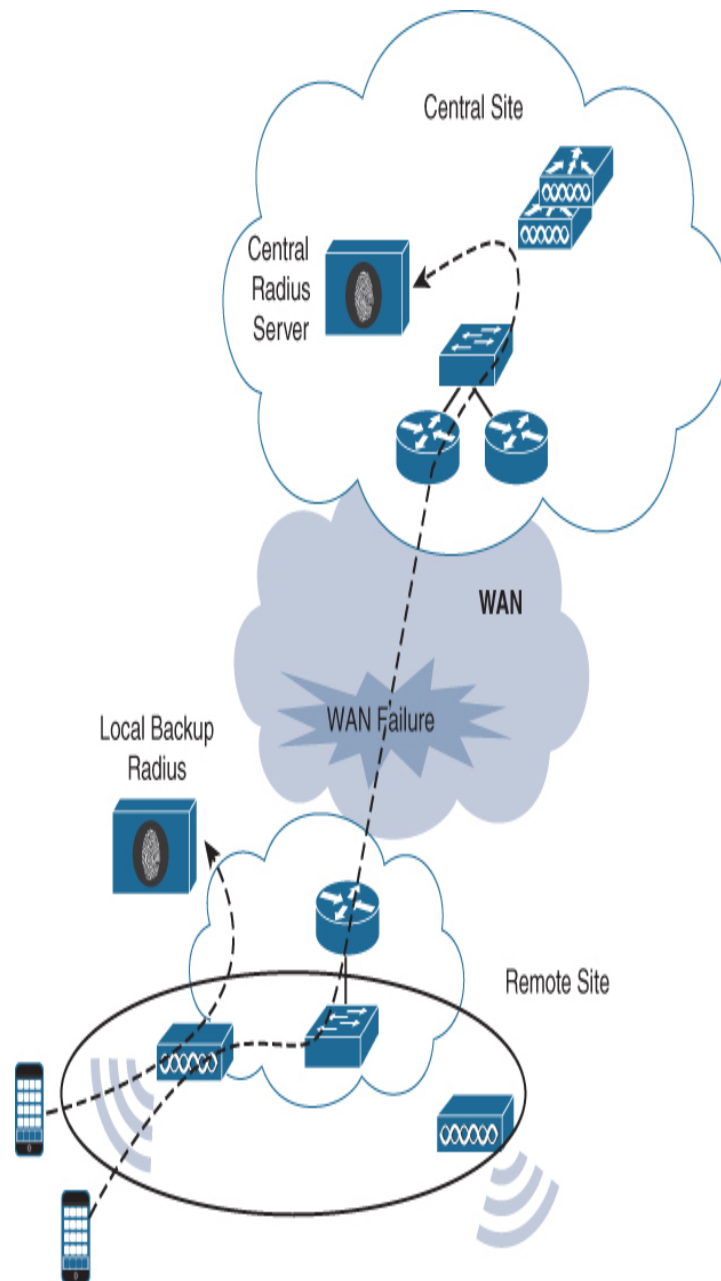 Central Site
Central
Radius
Server
WAN
WAN Failure
Local Backup
Radius
Remote Site